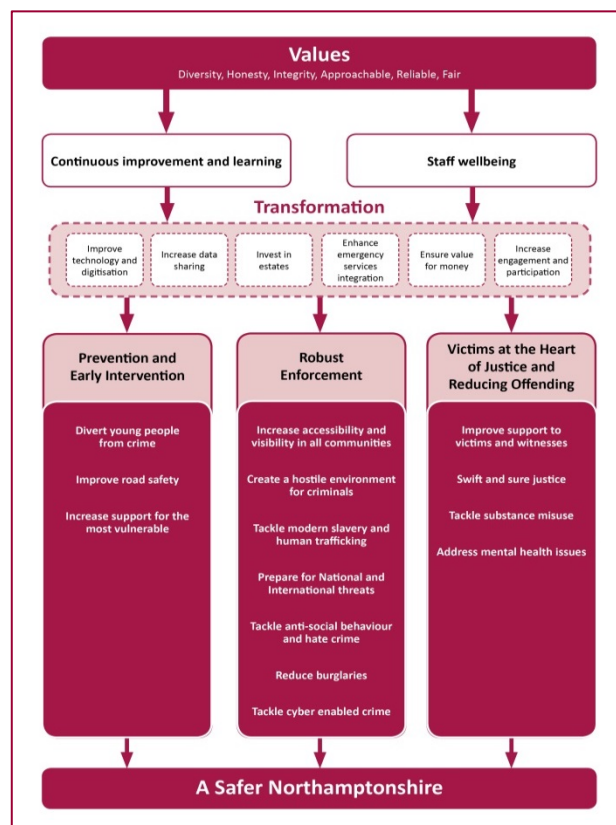 Values
Diversity, Honesty, Integrity, Approachable, Reliable, Fair
Continuous improvement and learning
Staff wellbeing
Transformation
Improve
technology and
digitisation
Increase data
sharing
Invest in
estates
Enhance
emergency
services
integration
Ensure value
for money
Increase
engagement and
participation
Prevention and
Early Intervention
Divert young people
from crime
Improve road safety
Increase support for the
most vulnerable
Robust
Enforcement
Increase accessibility and
visibility in all communities
Create a hostile environment
for criminals
Tackle modern slavery and
human trafficking
Prepare for National and
International threats
Tackle anti-social behaviour
and hate crime
Reduce burglaries
Tackle cyber enabled crime
Victims at the Heart
of Justice and
Reducing Offending
Improve support to
victims and witnesses
Swift and sure justice
Tackle substance misuse
Address mental health issues
A Safer Northamptonshire